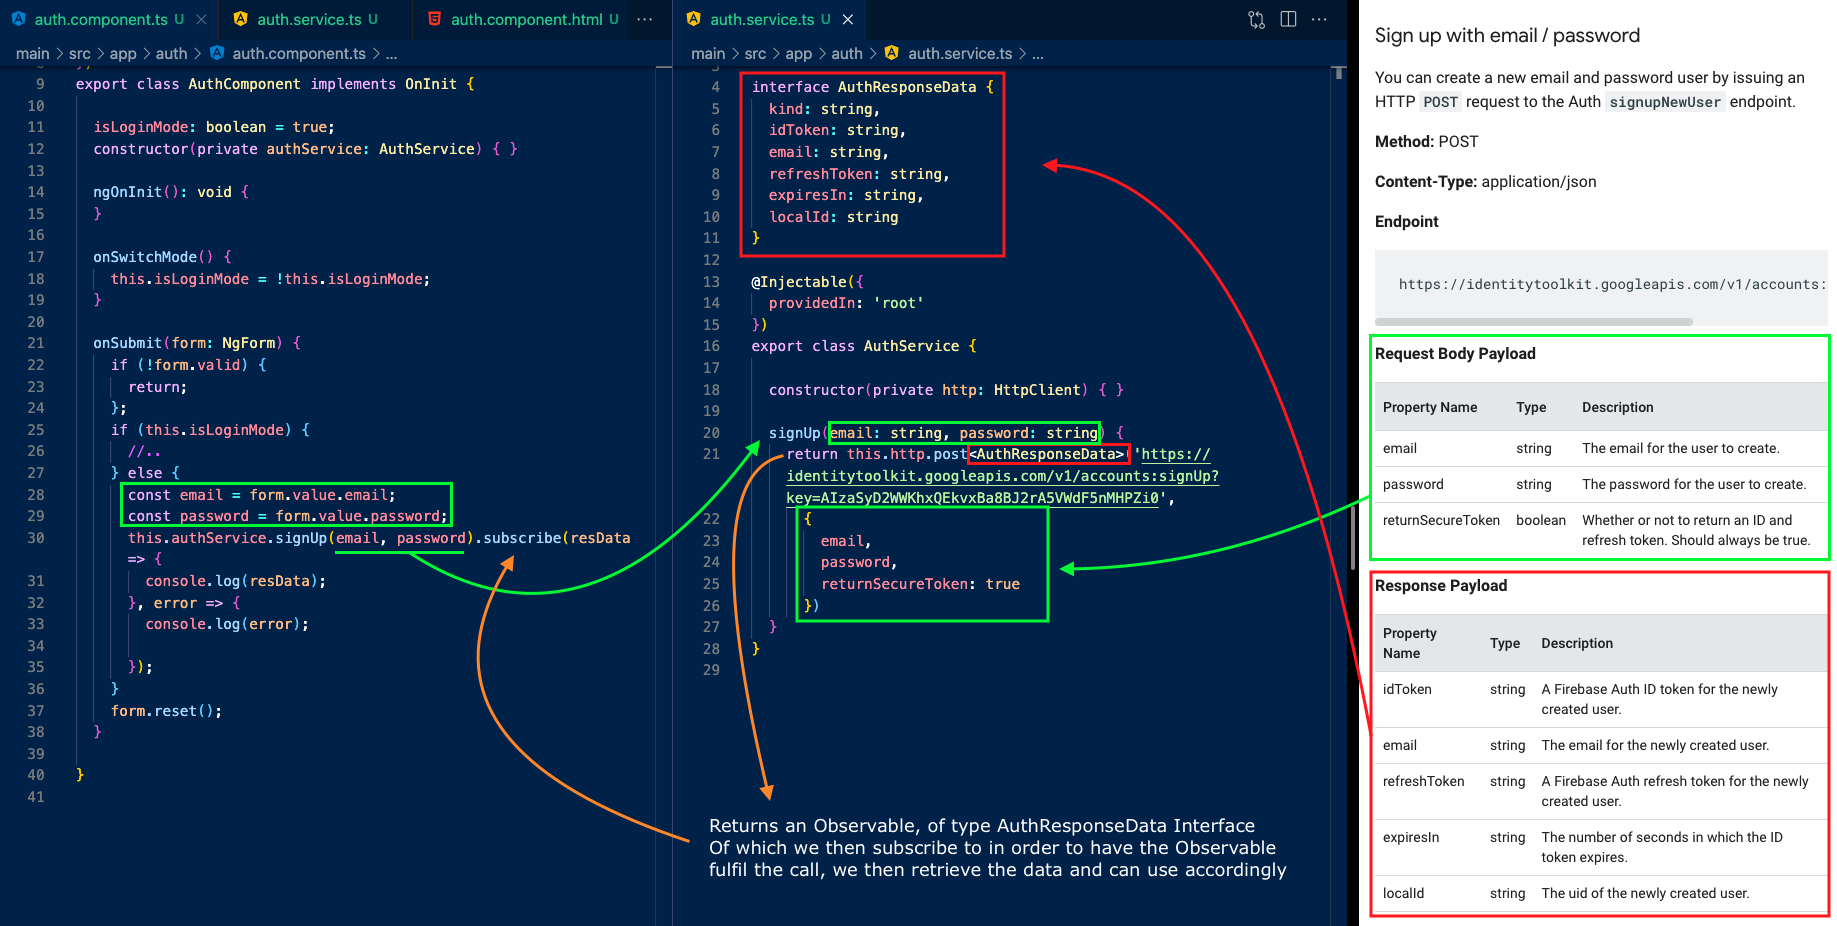 auth.component.ts U
auth.service.ts U
auth.component.html U
main > src > app > auth > auth.component.ts > ...
9 export class AuthComponent implements OnInit {
10
11 isLoginMode: boolean = true;
12 constructor(private authService: AuthService) { }
13
14 ngOnInit(): void {
15 }
16
17 onSwitchMode() {
18 this.isLoginMode = !this.isLoginMode;
19 }
20
21 onSubmit(form: NgForm) {
22 if (!form.valid) {
23 return;
24 };
25 if (this.isLoginMode) {
26 //..
27 } else {
28 const email = form.value.email;
29 const password = form.value.password;
30 this.authService.signUp(email, password).subscribe(resData
=> {
31 console.log(resData);
32 }, error => {
33 console.log(error);
34
35 });
36 }
37 form.reset();
38 }
39
40 }
41
auth.service.ts U
main > src > app > auth > auth.service.ts > ...
4 interface AuthResponseData {
5 kind: string,
6 idToken: string,
7 email: string,
8 refreshToken: string,
9 expiresIn: string,
10 localId: string
11 }
12
13 @Injectable({
14 providedIn: 'root'
15 })
16 export class AuthService {
17
18 constructor(private http: HttpClient) { }
19
20 signUp(email: string, password: string) {
21 return this.http.post<AuthResponseData>('https://
identitytoolkit.googleapis.com/v1/accounts:signUp?
key=AIzaSyD2WWKhxQEkvxBa8BJ2rA5VWdF5nMHPZi0',
22 {
23 email,
24 password,
25 returnSecureToken: true
26 })
27 }
28 }
29
Returns an Observable, of type AuthResponseData Interface
Of which we then subscribe to in order to have the Observable
fulfil the call, we then retrieve the data and can use accordingly
Sign up with email / password
You can create a new email and password user by issuing an
HTTP POST request to the Auth signupNewUser endpoint.
Method: POST
Content-Type: application/json
Endpoint
https://identitytoolkit.googleapis.com/v1/accounts:
Request Body Payload
Property Name Type Description
email string The email for the user to create.
password string The password for the user to create.
returnSecureToken boolean Whether or not to return an ID and
refresh token. Should always be true.
Response Payload
Property
Name Type Description
idToken string A Firebase Auth ID token for the newly
created user.
email string The email for the newly created user.
refreshToken string A Firebase Auth refresh token for the newly
created user.
expiresIn string The number of seconds in which the ID
token expires.
localId string The uid of the newly created user.